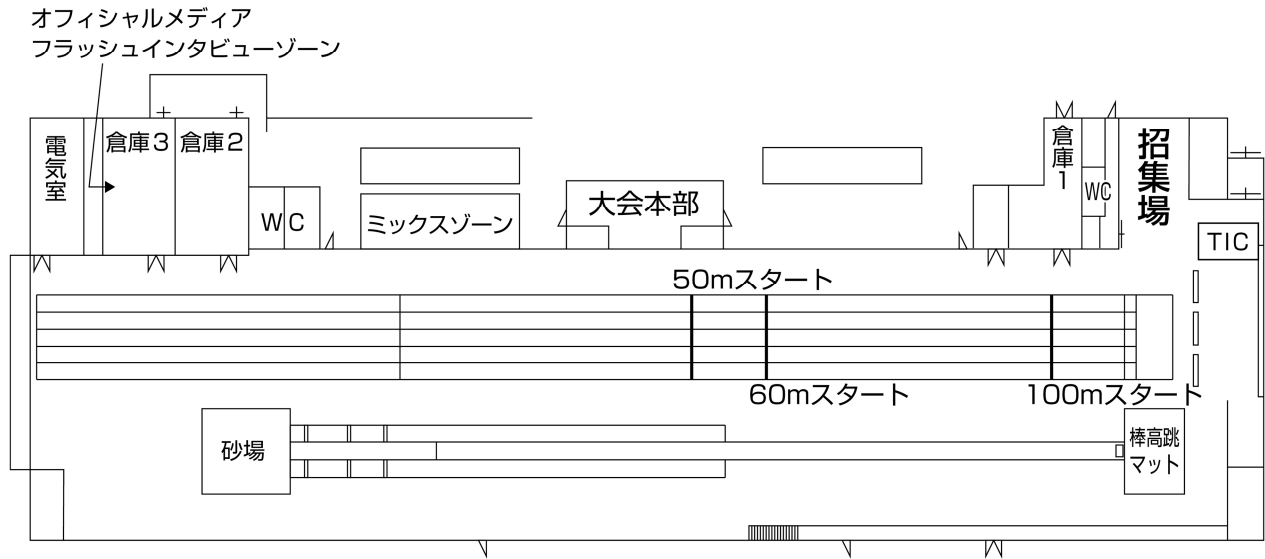 オフィシャルメディア
フラッシュインタビューゾーン
電気室
倉庫3
倉庫2
WC
ミックスゾーン
大会本部
倉庫1
WC
招集場
TIC
50mスタート
60mスタート
100mスタート
砂場
棒高跳
マット